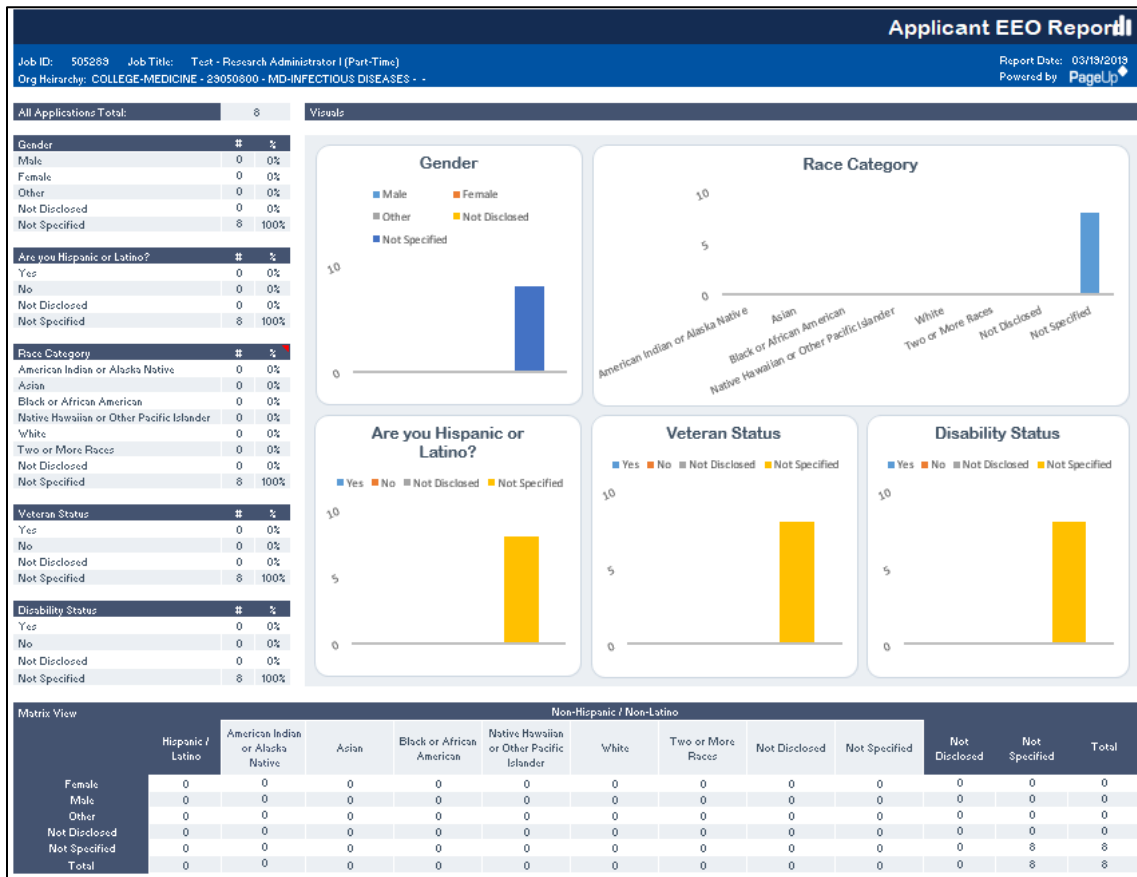 Applicant EEO Report
Job ID: 505289 Job Title: Test - Research Administrator I (Part-Time)
Report Date: 03/19/2019
Org Heirarchy: COLLEGE-MEDICINE - 29050800 - MD-INFECTIOUS DISEASES - -
Powered by PageUp
All Applications Total: 8
Visuals
Gender # %
Male 0 0%
Female 0 0%
Other 0 0%
Not Disclosed 0 0%
Not Specified 8 100%
Are you Hispanic or Latino? # %
Yes 0 0%
No 0 0%
Not Disclosed 0 0%
Not Specified 8 100%
Race Category # %
American Indian or Alaska Native 0 0%
Asian 0 0%
Black or African American 0 0%
Native Hawaiian or Other Pacific Islander 0 0%
White 0 0%
Two or More Races 0 0%
Not Disclosed 0 0%
Not Specified 8 100%
Veteran Status # %
Yes 0 0%
No 0 0%
Not Disclosed 0 0%
Not Specified 8 100%
Disability Status # %
Yes 0 0%
No 0 0%
Not Disclosed 0 0%
Not Specified 8 100%
Gender
Male Female
Other Not Disclosed
Not Specified
10
0
Race Category
10
5
0
American Indian or Alaska Native
Asian
Black or African American
Native Hawaiian or Other Pacific Islander
White
Two or More Races
Not Disclosed
Not Specified
Are you Hispanic or
Latino?
Yes No Not Disclosed Not Specified
10
5
0
Veteran Status
Yes No Not Disclosed Not Specified
10
5
0
Disability Status
Yes No Not Disclosed Not Specified
10
5
0
Matrix View Non-Hispanic / Non-Latino
Hispanic / Latino American Indian or Alaska Native Asian Black or African American Native Hawaiian or Other Pacific Islander White Two or More Races Not Disclosed Not Specified Not Disclosed Not Specified Total
Female 0 0 0 0 0 0 0 0 0 0 0 0
Male 0 0 0 0 0 0 0 0 0 0 0 0
Other 0 0 0 0 0 0 0 0 0 0 0 0
Not Disclosed 0 0 0 0 0 0 0 0 0 0 0 0
Not Specified 0 0 0 0 0 0 0 0 0 0 8 8
Total 0 0 0 0 0 0 0 0 0 0 8 8